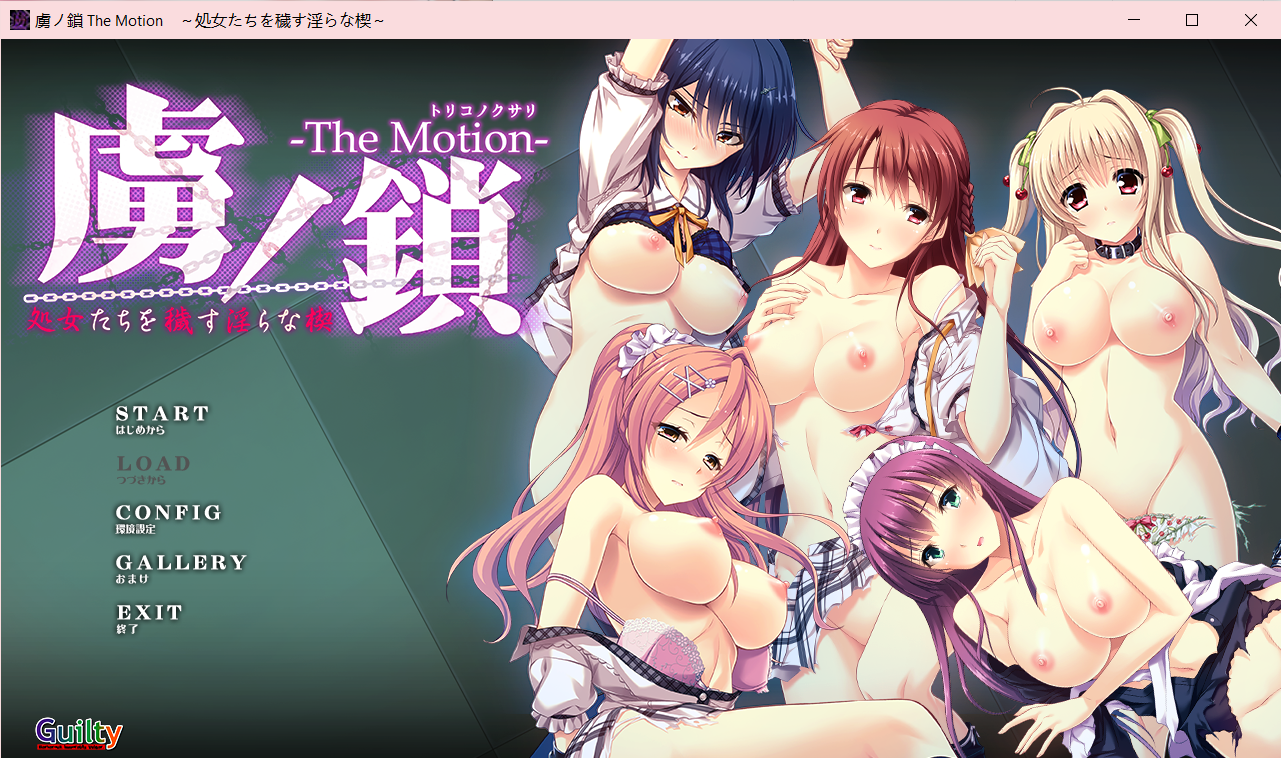 虜ノ鎖 The Motion　～処女たちを穢す淫らな楔～
トリコノクサリ
-The Motion-
虜ノ鎖
処女たちを穢す淫らな楔
START
はじめから
LOAD
つづきから
CONFIG
環境設定
GALLERY
おまけ
EXIT
終了
Guilty